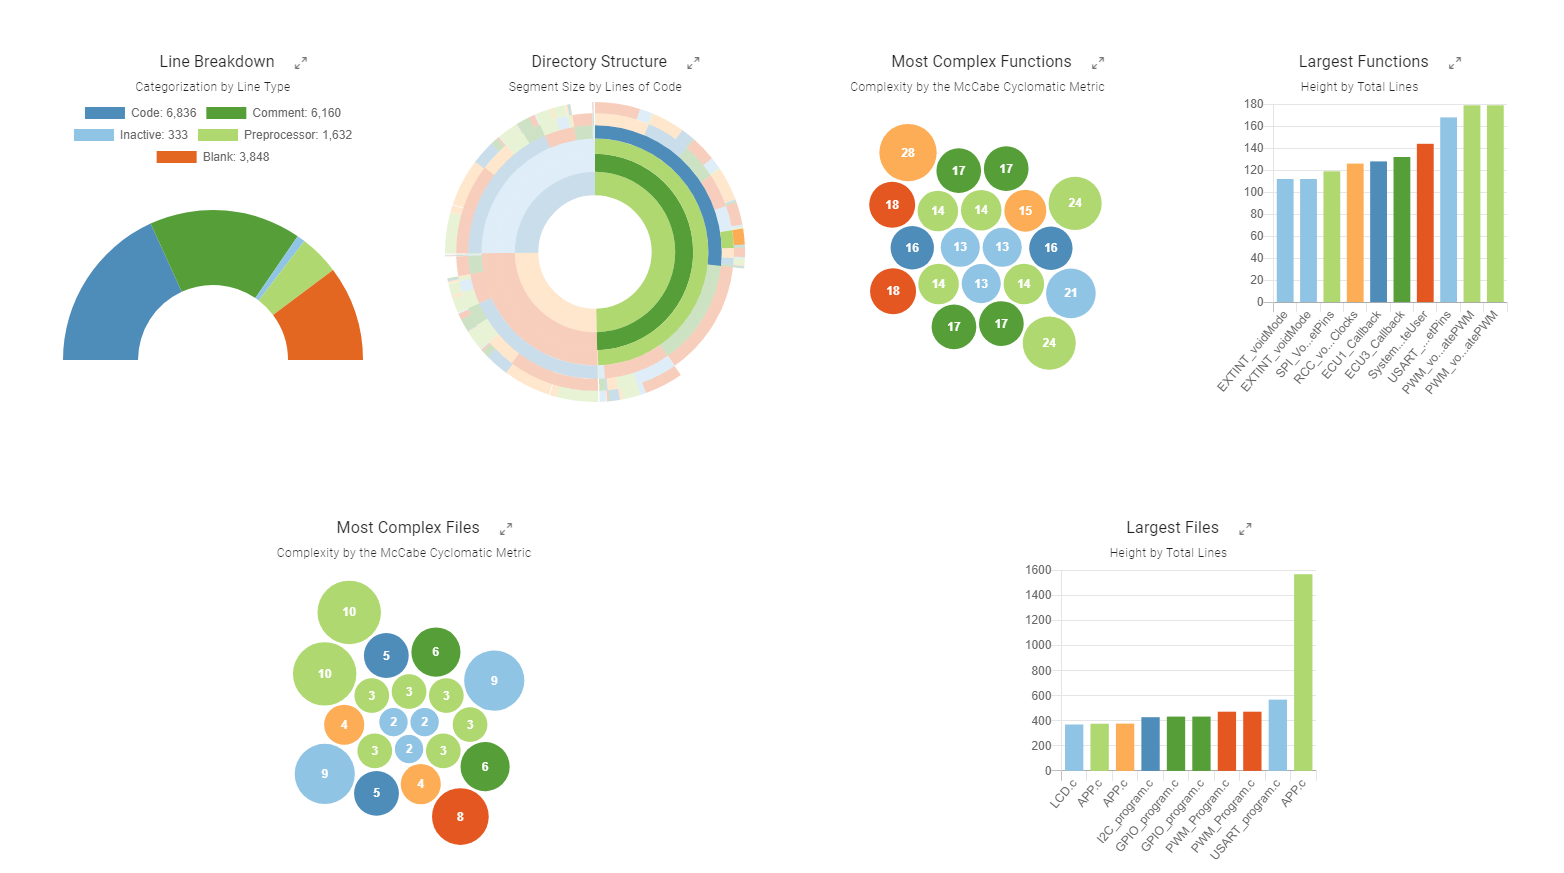 Line Breakdown
Categorization by Line Type
Code: 6,836 Comment: 6,160
Inactive: 333 Preprocessor: 1,632
Blank: 3,848
Directory Structure
Segment Size by Lines of Code
Most Complex Functions
Complexity by the McCabe Cyclomatic Metric
28
17
17
18
14
14
15
24
16
13
13
16
18
14
13
14
21
17
17
24
Largest Functions
Height by Total Lines
180
160
140
120
100
80
60
40
20
0
EXTINT_voidMode
EXTINT_voidMode
SPI_Vo...etPins
RCC_vo...Clocks
ECU1_Callback
ECU3_Callback
System...teUser
USART_...etPins
PWM_vo...atePWM
PWM_vo...atePWM
Most Complex Files
Complexity by the McCabe Cyclomatic Metric
10
5
6
10
9
3
3
3
4
2
2
3
3
2
3
9
6
5
4
8
Largest Files
Height by Total Lines
1600
1400
1200
1000
800
600
400
200
0
LCD.c
APP.c
APP.c
I2C_program.c
GPIO_program.c
GPIO_program.c
PWM_Program.c
PWM_Program.c
USART_program.c
APP.c